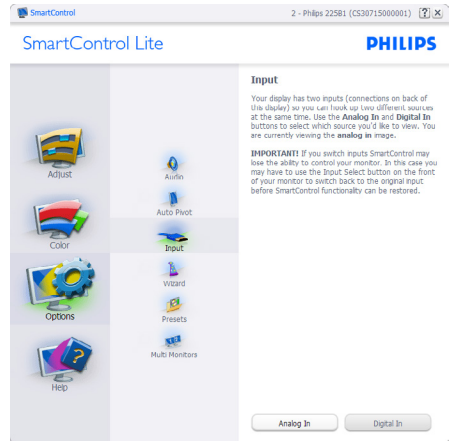 SmartControl
2 - Philips 225B1 (CS30715000001)
SmartControl Lite
PHILIPS
Adjust
Color
Options
Help
Audio
Auto Pivot
Input
Wizard
Presets
Multi Monitors
Input
Your display has two inputs (connections on back of
this display) so you can hook up two different sources
at the same time. Use the Analog In and Digital In
buttons to select which source you'd like to view. You
are currently viewing the analog in image.
IMPORTANT! If you switch inputs SmartControl may
lose the ability to control your monitor. In this case you
may have to use the Input Select button on the front
of your monitor to switch back to the original input
before SmartControl functionality can be restored.
Analog In
Digital In